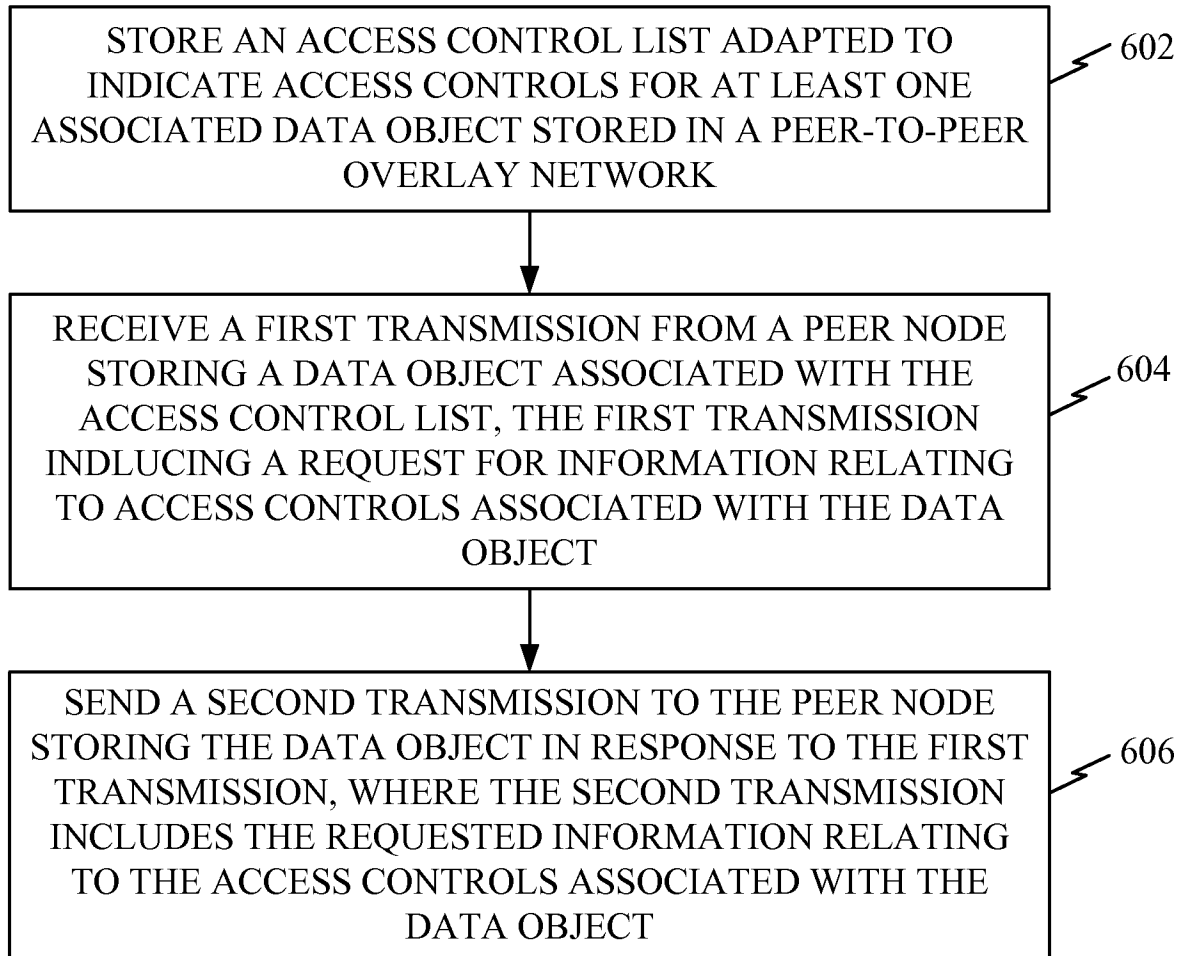 STORE AN ACCESS CONTROL LIST ADAPTED TO
INDICATE ACCESS CONTROLS FOR AT LEAST ONE
ASSOCIATED DATA OBJECT STORED IN A PEER-TO-PEER
OVERLAY NETWORK
602
RECEIVE A FIRST TRANSMISSION FROM A PEER NODE
STORING A DATA OBJECT ASSOCIATED WITH THE
ACCESS CONTROL LIST, THE FIRST TRANSMISSION
INDLUCING A REQUEST FOR INFORMATION RELATING
TO ACCESS CONTROLS ASSOCIATED WITH THE DATA
OBJECT
604
SEND A SECOND TRANSMISSION TO THE PEER NODE
STORING THE DATA OBJECT IN RESPONSE TO THE FIRST
TRANSMISSION, WHERE THE SECOND TRANSMISSION
INCLUDES THE REQUESTED INFORMATION RELATING
TO THE ACCESS CONTROLS ASSOCIATED WITH THE
DATA OBJECT
606